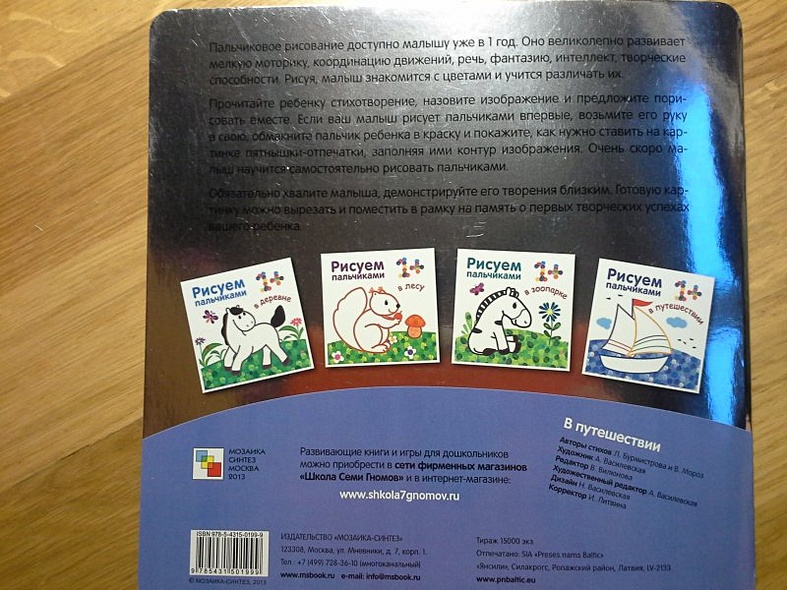 Пальчиковое рисование доступно малышу уже в 1 год. Оно великолепно развивает
мелкую моторику, координацию движений, речь, фантазию, интеллект, творческие
способности. Рисуя, малыш знакомится с цветами и учится различать их.
Прочитайте ребенку стихотворение, назовите изображение и предложите пори-
совать вместе. Если ваш малыш рисует пальчиками впервые, возьмите его руку
в свою, обмакните пальчик ребенка в краску и покажите, как нужно ставить на кар-
тинке пятнышки-отпечатки, заполняя ими контур изображения. Очень скоро ма-
лыш научится самостоятельно рисовать пальчиками.
Обязательно хвалите малыша, демонстрируйте его творения близким. Готовую кар-
тинку можно вырезать и поместить в рамку на память о первых творческих успехах
вашего ребенка.
Рисуем
пальчиками
1+
в деревне
Рисуем
пальчиками
1+
в лесу
Рисуем
пальчиками
1+
в зоопарке
Рисуем
пальчиками
1+
в путешествии
МОЗАИКА
СИНТЕЗ
МОСКВА
2013
Развивающие книги и игры для дошкольников
можно приобрести в сети фирменных магазинов
«Школа Семи Гномов» и в интернет-магазине:
www.shkola7gnomov.ru
В путешествии
Авторы стихов Л. Бурмистрова и В. Мороз
Художник А. Василевская
Редактор В. Вилюнова
Художественный редактор А. Василевская
Дизайн Н. Василевская
Корректор И. Литвина
ISBN 978-5-4315-0199-9
9 785431 501999
© МОЗАИКА-СИНТЕЗ, 2013
ИЗДАТЕЛЬСТВО «МОЗАИКА-СИНТЕЗ»
123308, Москва, ул. Мневники, д. 7, корп. 1.
Тел.: +7 (499) 728-36-10 (многоканальный)
www.msbook.ru e-mail: info@msbook.ru
Тираж 15000 экз.
Отпечатано: SIA «Preses nams Baltic»
«Янсили», Силакрогс, Ропажский район, Латвия, LV-2133
www.pnbaltic.eu